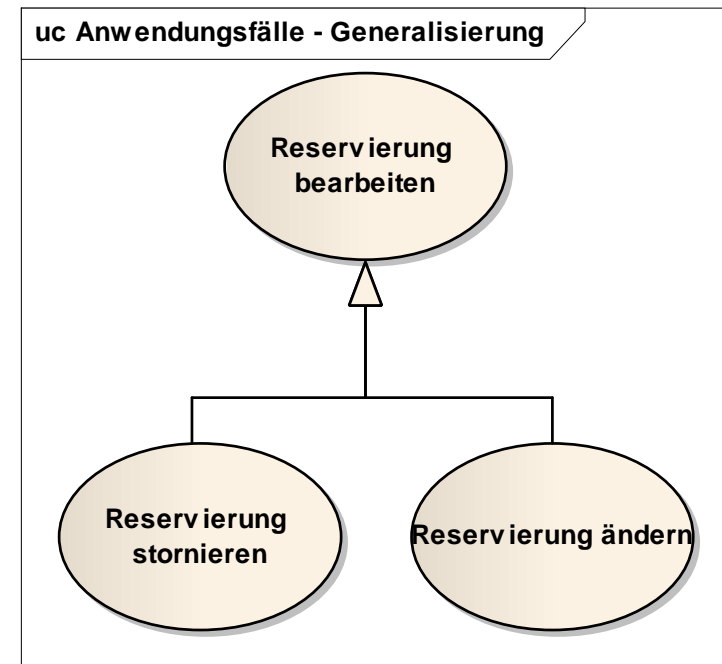 uc Anwendungsfälle - Generalisierung
Reservierung
bearbeiten
Reservierung
stornieren
Reservierung ändern